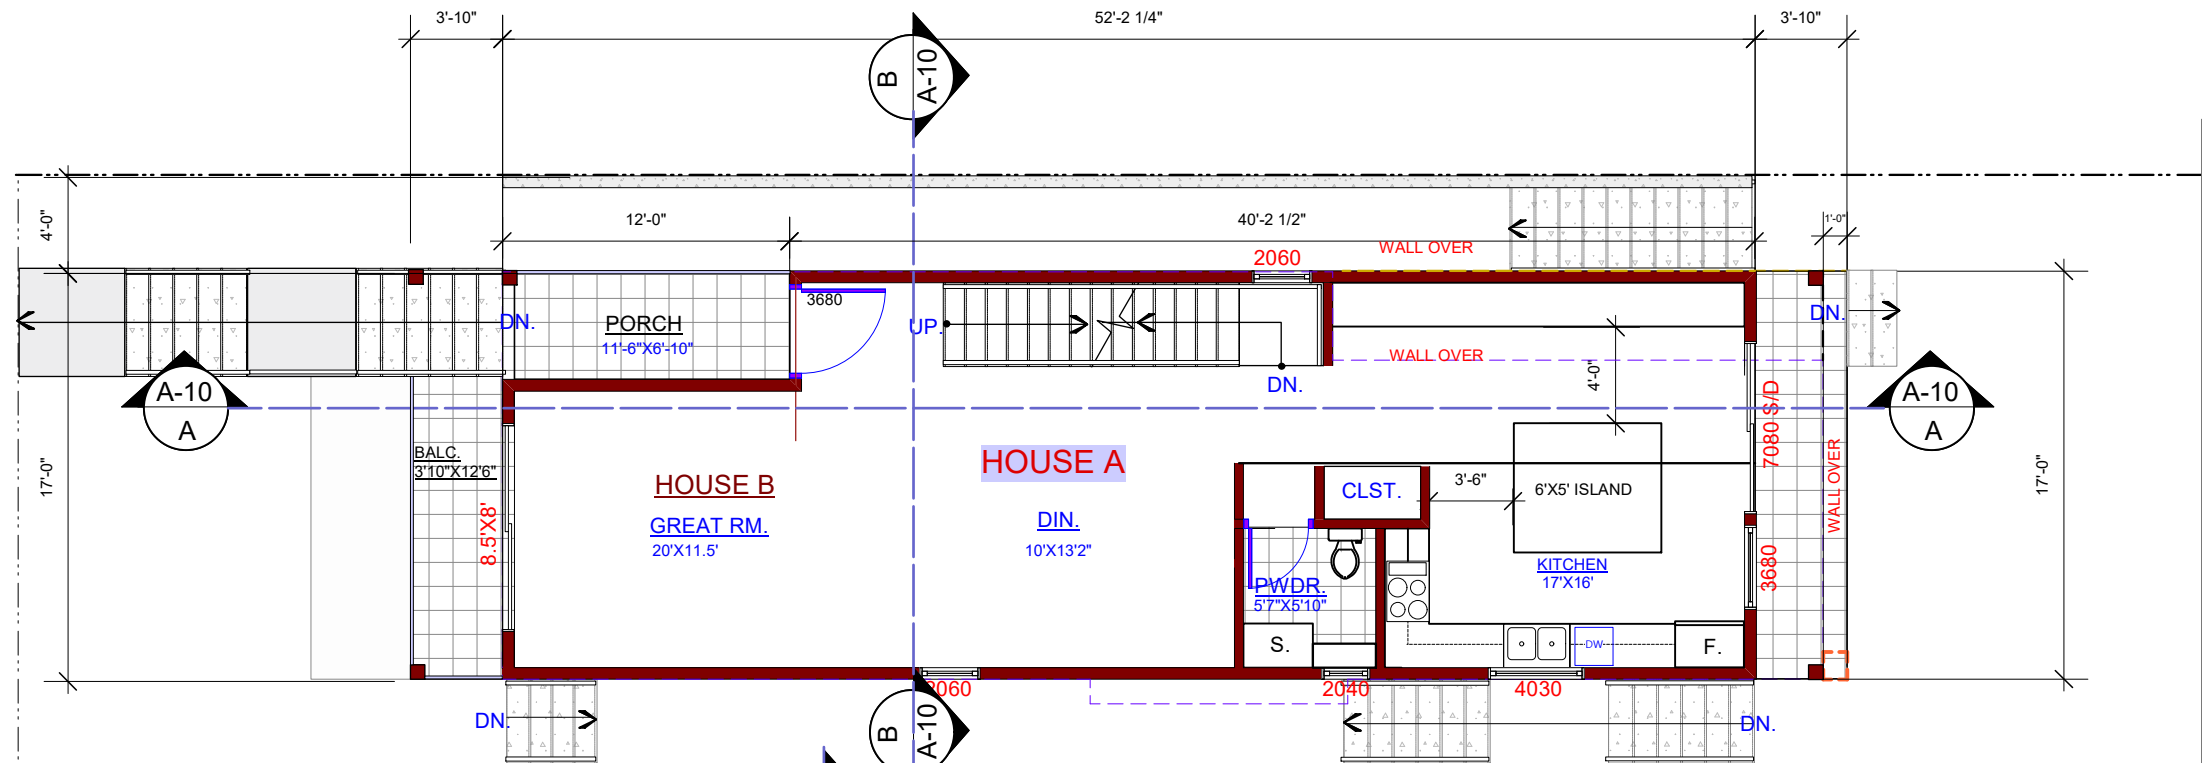 3'-10"
52'-2 1/4"
3'-10"
B
A-10
4'-0"
12'-0"
40'-2 1/2"
1'-0"
WALL OVER
2060
3680
DN.
PORCH
11'-6"X6'-10"
UP.
DN.
WALL OVER
4'-0"
DN.
A-10
A
A-10
A
BALC.
3'10"X12'6"
17'-0"
8.5'X8'
HOUSE B
GREAT RM.
20'X11.5'
HOUSE A
DIN.
10'X13'2"
CLST.
3'-6"
6'X5' ISLAND
7080 S/D
WALL OVER
17'-0"
PWDR.
5'7"X5'10"
KITCHEN
17'X16'
3680
S.
DW
F.
2060
2040
4030
DN.
B
A-10
DN.